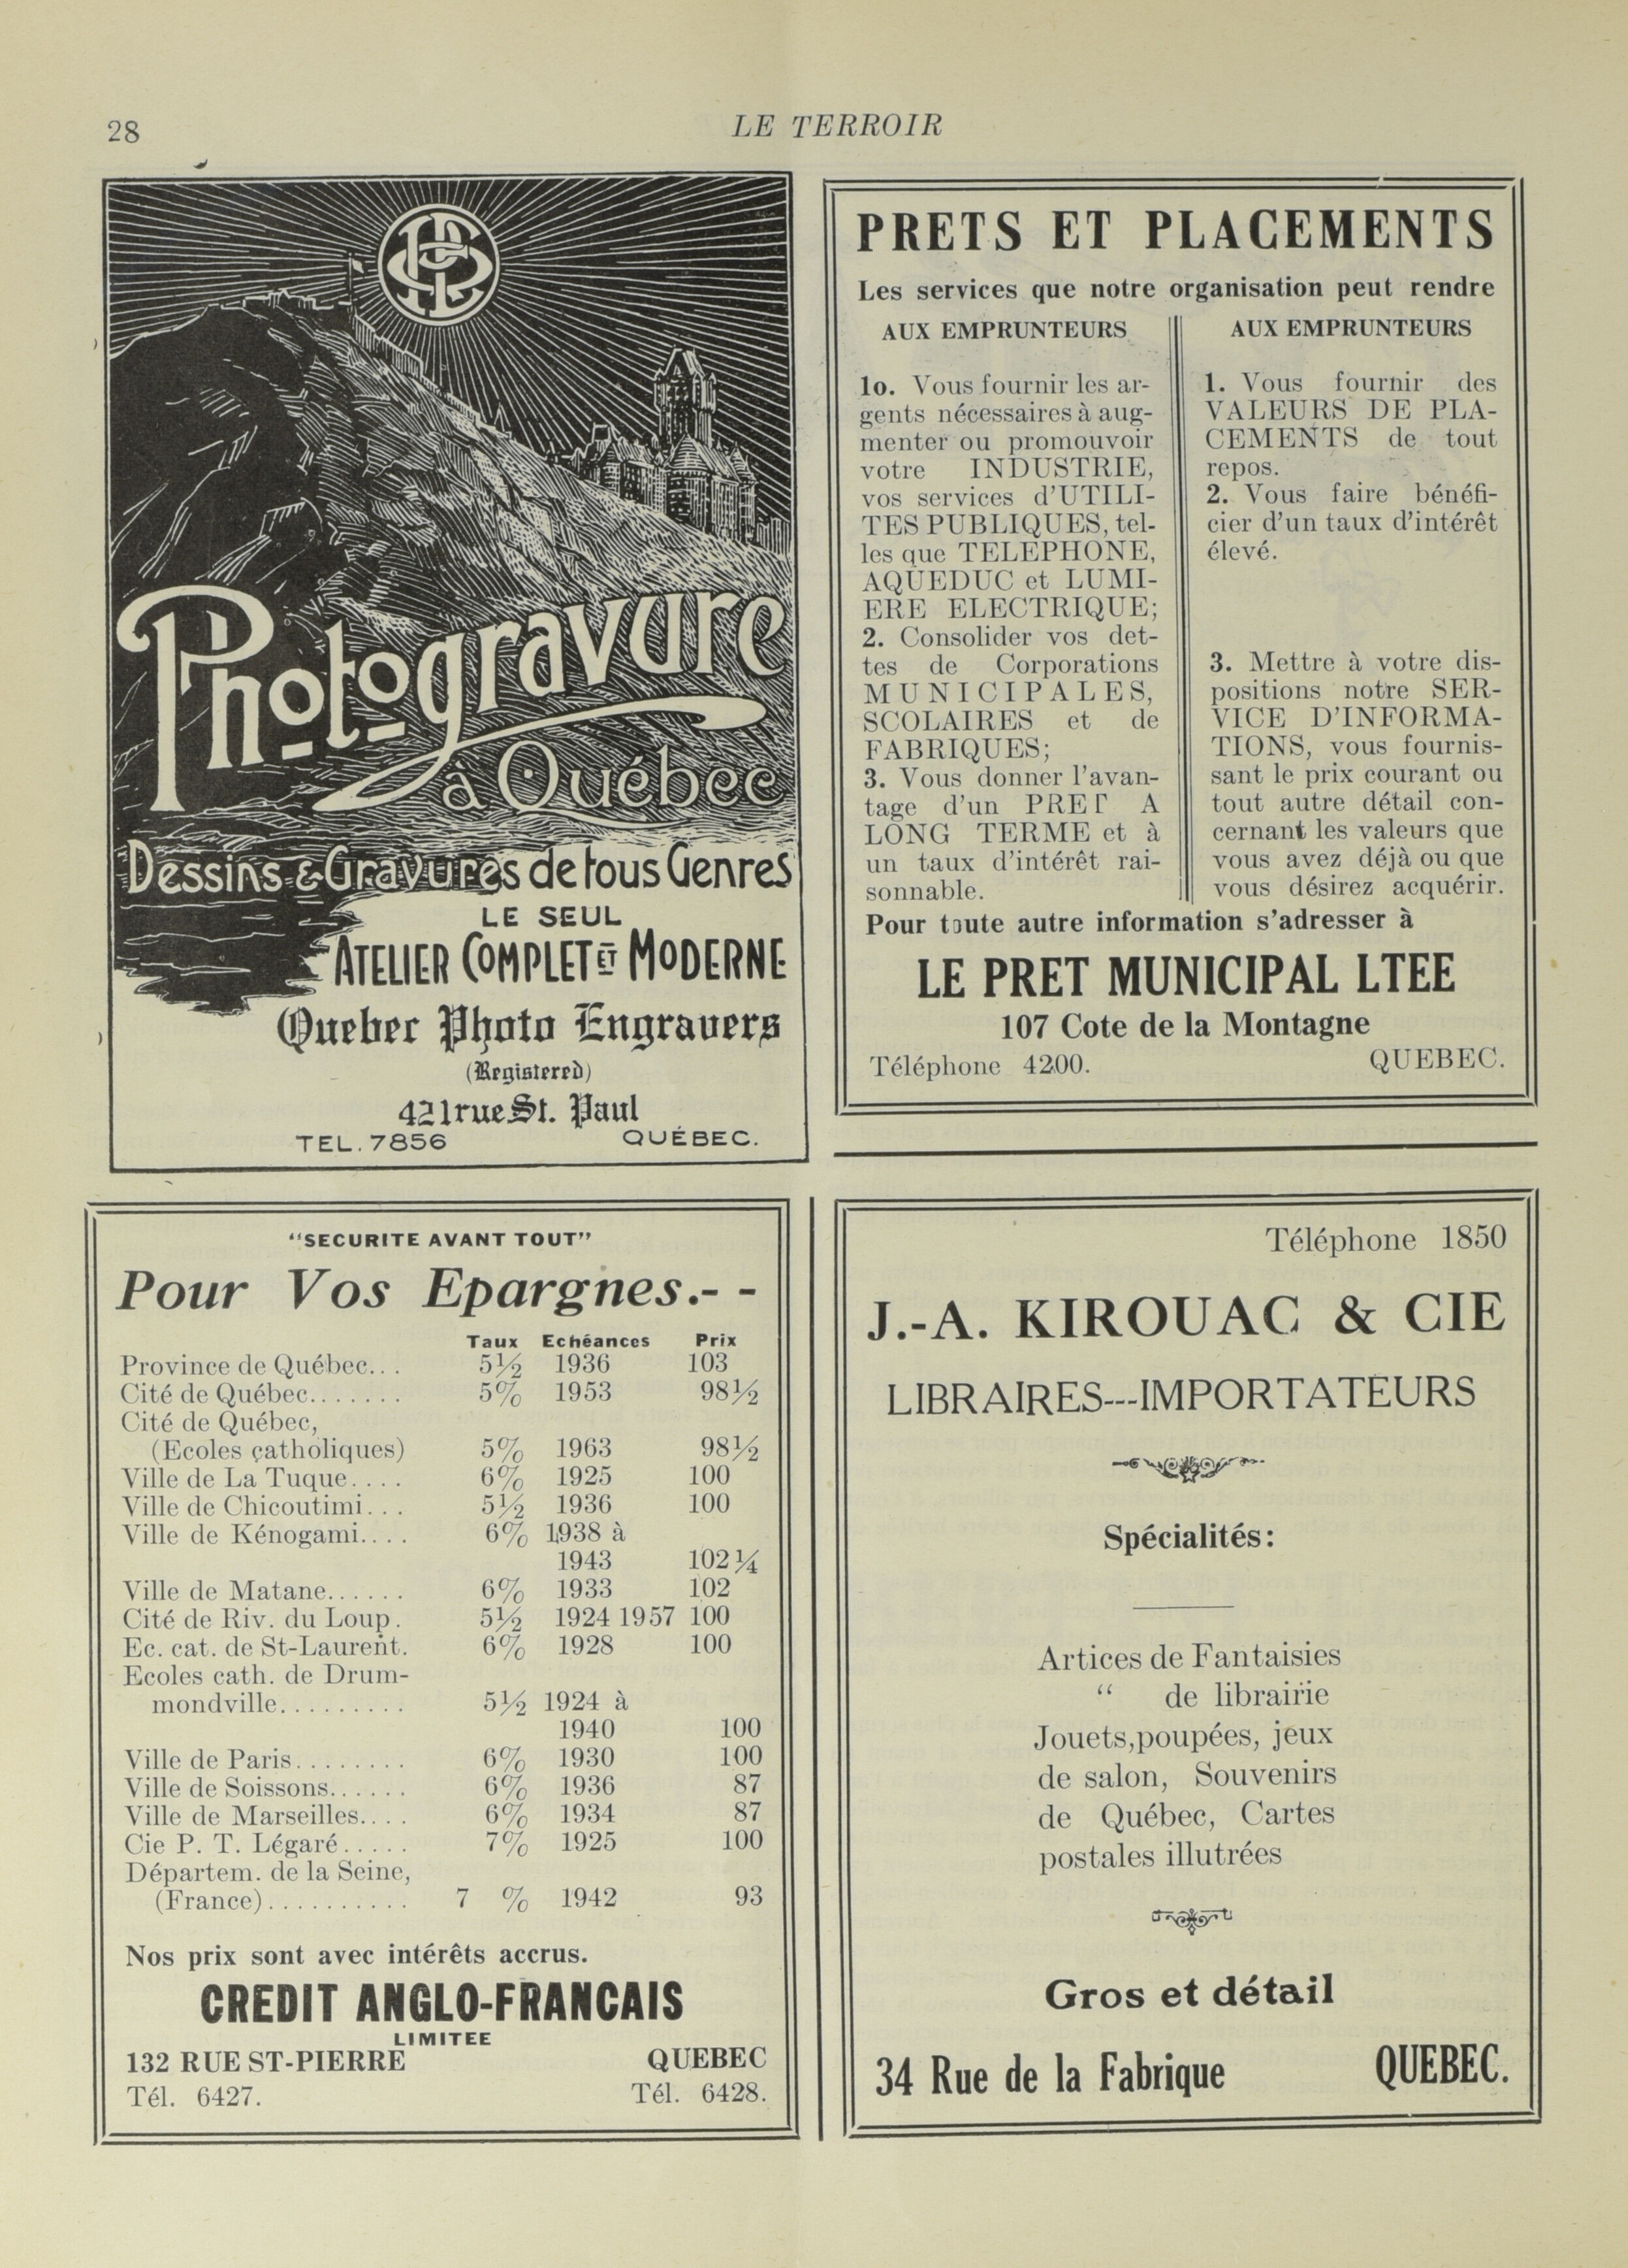 28
LE TERROIR
Photogravure
à Québec
Dessins & Gravures de tous Genres
LE SEUL
ATELIER COMPLET ET MODERNE
Quebec Photo Engravers
(Registered)
421 rue St. Paul
TEL. 7856 QUÉBEC.
PRETS ET PLACEMENTS
Les services que notre organisation peut rendre
AUX EMPRUNTEURS
1o. Vous fournir les ar-
gents nécessaires à aug-
menter ou promouvoir
votre INDUSTRIE,
vos services d'UTILI-
TES PUBLIQUES, tel-
les que TELEPHONE,
AQUEDUC et LUMI-
ERE ELECTRIQUE;
2. Consolider vos det-
tes de Corporations
MUNICIPALES,
SCOLAIRES et de
FABRIQUES;
3. Vous donner l'avan-
tage d'un PRET A
LONG TERME et à
un taux d'intérêt rai-
sonnable.
AUX EMPRUNTEURS
1. Vous fournir des
VALEURS DE PLA-
CEMENTS de tout
repos.
2. Vous faire bénéfi-
cier d'un taux d'intérêt
élevé.
3. Mettre à votre dis-
positions notre SER-
VICE D'INFORMA-
TIONS, vous fournis-
sant le prix courant ou
tout autre détail con-
cernant les valeurs que
vous avez déjà ou que
vous désirez acquérir.
Pour toute autre information s'adresser à
LE PRET MUNICIPAL LTEE
107 Cote de la Montagne
Téléphone 4200. QUEBEC.
"SECURITE AVANT TOUT"
Pour Vos Epargnes.- -
Taux Echéances Prix
Province de Québec... 5½ 1936 103
Cité de Québec....... 5% 1953 98½
Cité de Québec,
(Ecoles çatholiques) 5% 1963 98½
Ville de La Tuque.... 6% 1925 100
Ville de Chicoutimi... 5½ 1936 100
Ville de Kénogami.... 6% 1938 à
1943 102¼
Ville de Matane...... 6% 1933 102
Cité de Riv. du Loup. 5½ 1924 1957 100
Ec. cat. de St-Laurent. 6% 1928 100
Ecoles cath. de Drum-
mondville......... 5½ 1924 à
1940 100
Ville de Paris........ 6% 1930 100
Ville de Soissons...... 6% 1936 87
Ville de Marseilles.... 6% 1934 87
Cie P. T. Légaré..... 7% 1925 100
Départem. de la Seine,
(France).......... 7 % 1942 93
Nos prix sont avec intérêts accrus.
CREDIT ANGLO-FRANCAIS
LIMITEE
132 RUE ST-PIERRE QUEBEC
Tél. 6427. Tél. 6428.
Téléphone 1850
J.-A. KIROUAC & CIE
LIBRAIRES---IMPORTATEURS
Spécialités:
Artices de Fantaisies
" de librairie
Jouets,poupées, jeux
de salon, Souvenirs
de Québec, Cartes
postales illutrées
Gros et détail
34 Rue de la Fabrique QUEBEC.